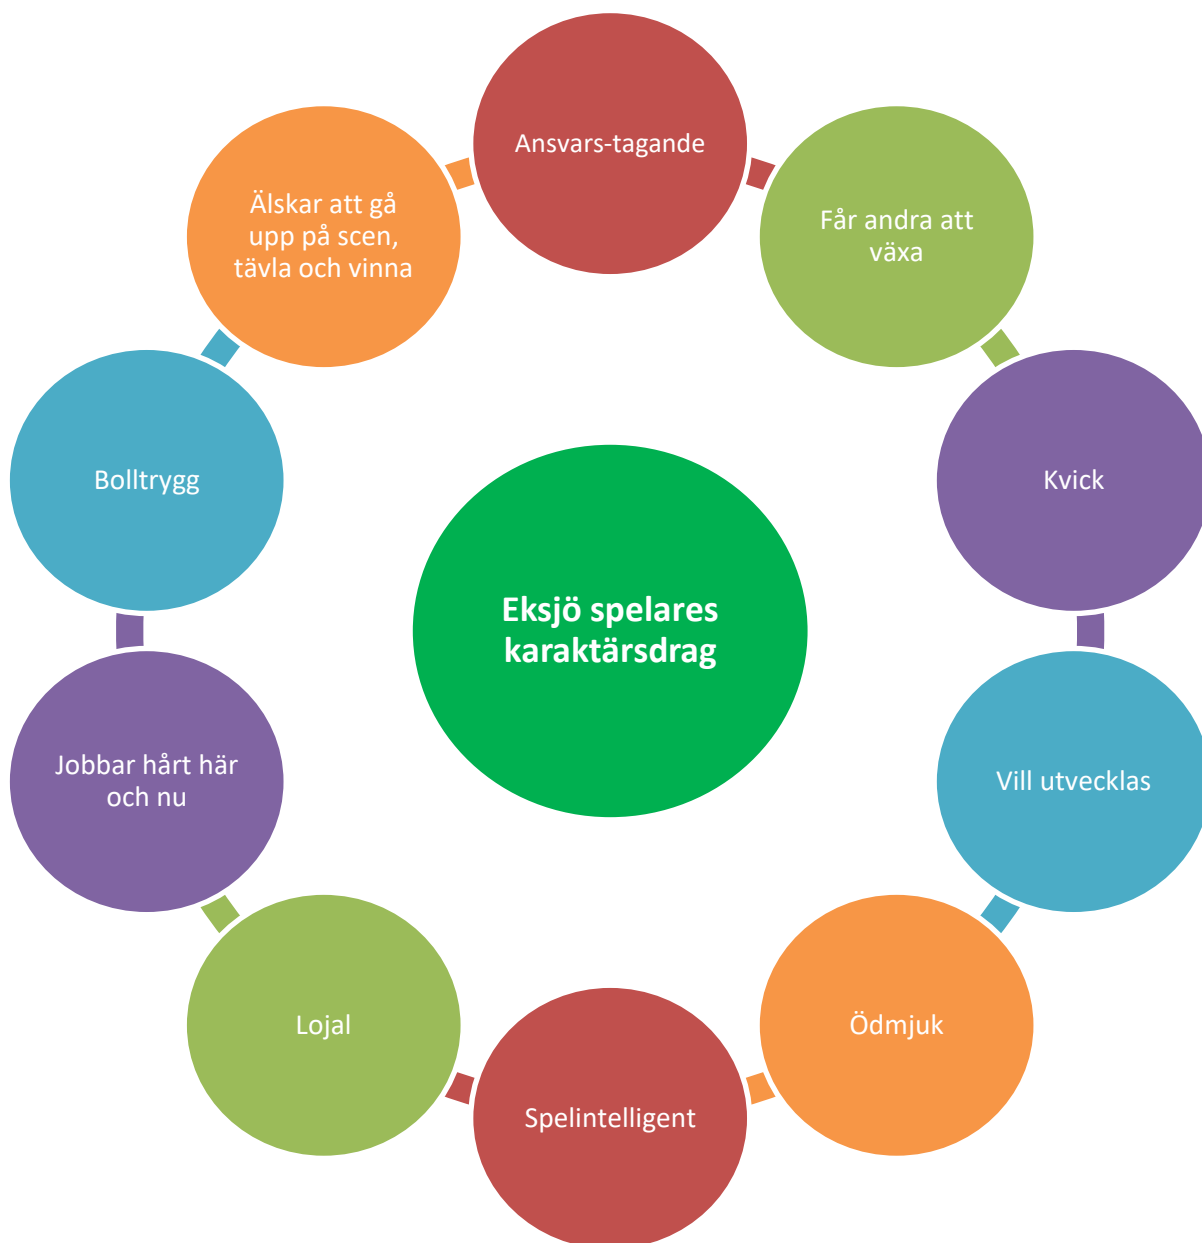 Ansvars-tagande
Får andra att
växa
Kvick
Vill utvecklas
Ödmjuk
Spelintelligent
Lojal
Jobbar hårt här
och nu
Bolltrygg
Älskar att gå
upp på scen,
tävla och vinna
Eksjö spelares
karaktärsdrag